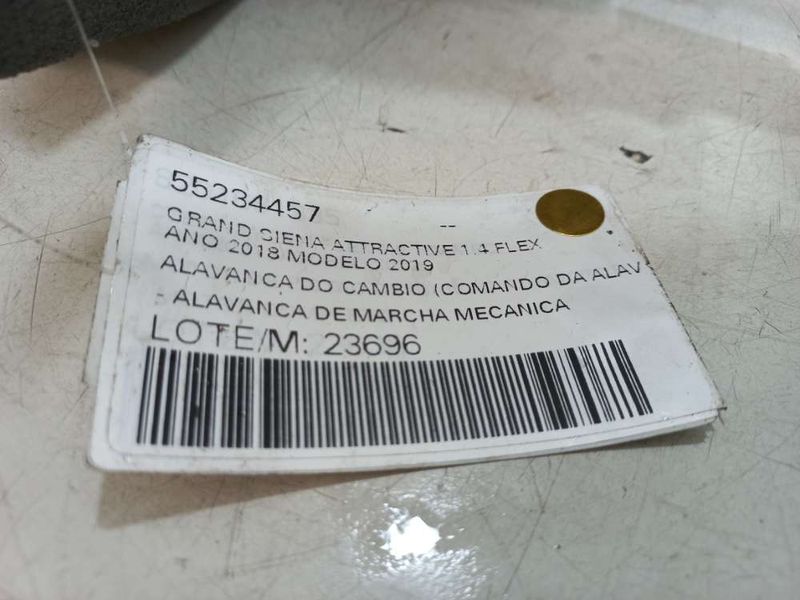 55234457
--
GRAND SIENA ATTRACTIVE 1.4 FLEX
ANO 2018 MODELO 2019
ALAVANCA DO CAMBIO (COMANDO DA ALAV
- ALAVANCA DE MARCHA MECANICA
LOTE/M: 23696